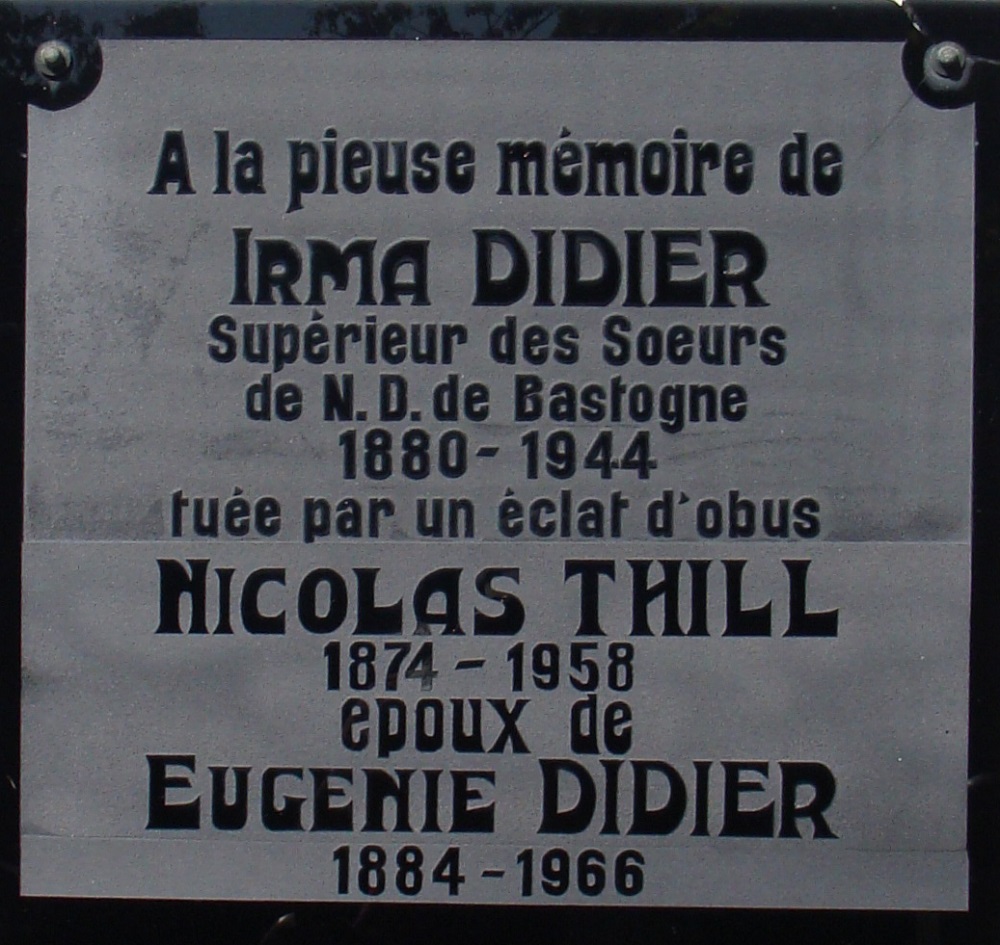 A la pieuse mémoire de
IRMA DIDIER
Supérieur des Soeurs
de N.D. de Bastogne
1880- 1944
tuée par un éclat d'obus
NICOLAS THILL
1874 - 1958
epoux de
EUGENIE DIDIER
1884 -1966